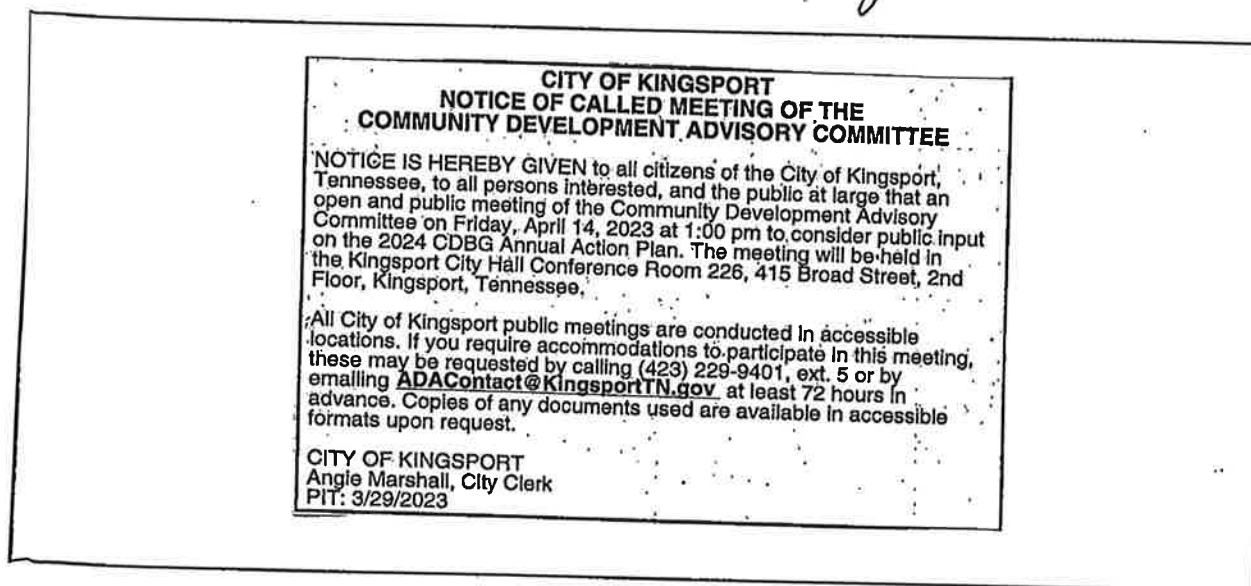 CITY OF KINGSPORT
NOTICE OF CALLED MEETING OF THE
COMMUNITY DEVELOPMENT ADVISORY COMMITTEE
NOTICE IS HEREBY GIVEN to all citizens of the City of Kingsport,
Tennessee, to all persons interested, and the public at large that an
open and public meeting of the Community Development Advisory
Committee on Friday, April 14, 2023 at 1:00 pm to consider public input
on the 2024 CDBG Annual Action Plan. The meeting will be held in
the Kingsport City Hall Conference Room 226, 415 Broad Street, 2nd
Floor, Kingsport, Tennessee.
All City of Kingsport public meetings are conducted in accessible
locations. If you require accommodations to participate in this meeting,
these may be requested by calling (423) 229-9401, ext. 5 or by
emailing ADAContact@KingsportTN.gov at least 72 hours in
advance. Copies of any documents used are available in accessible
formats upon request.
CITY OF KINGSPORT
Angie Marshall, City Clerk
PIT: 3/29/2023